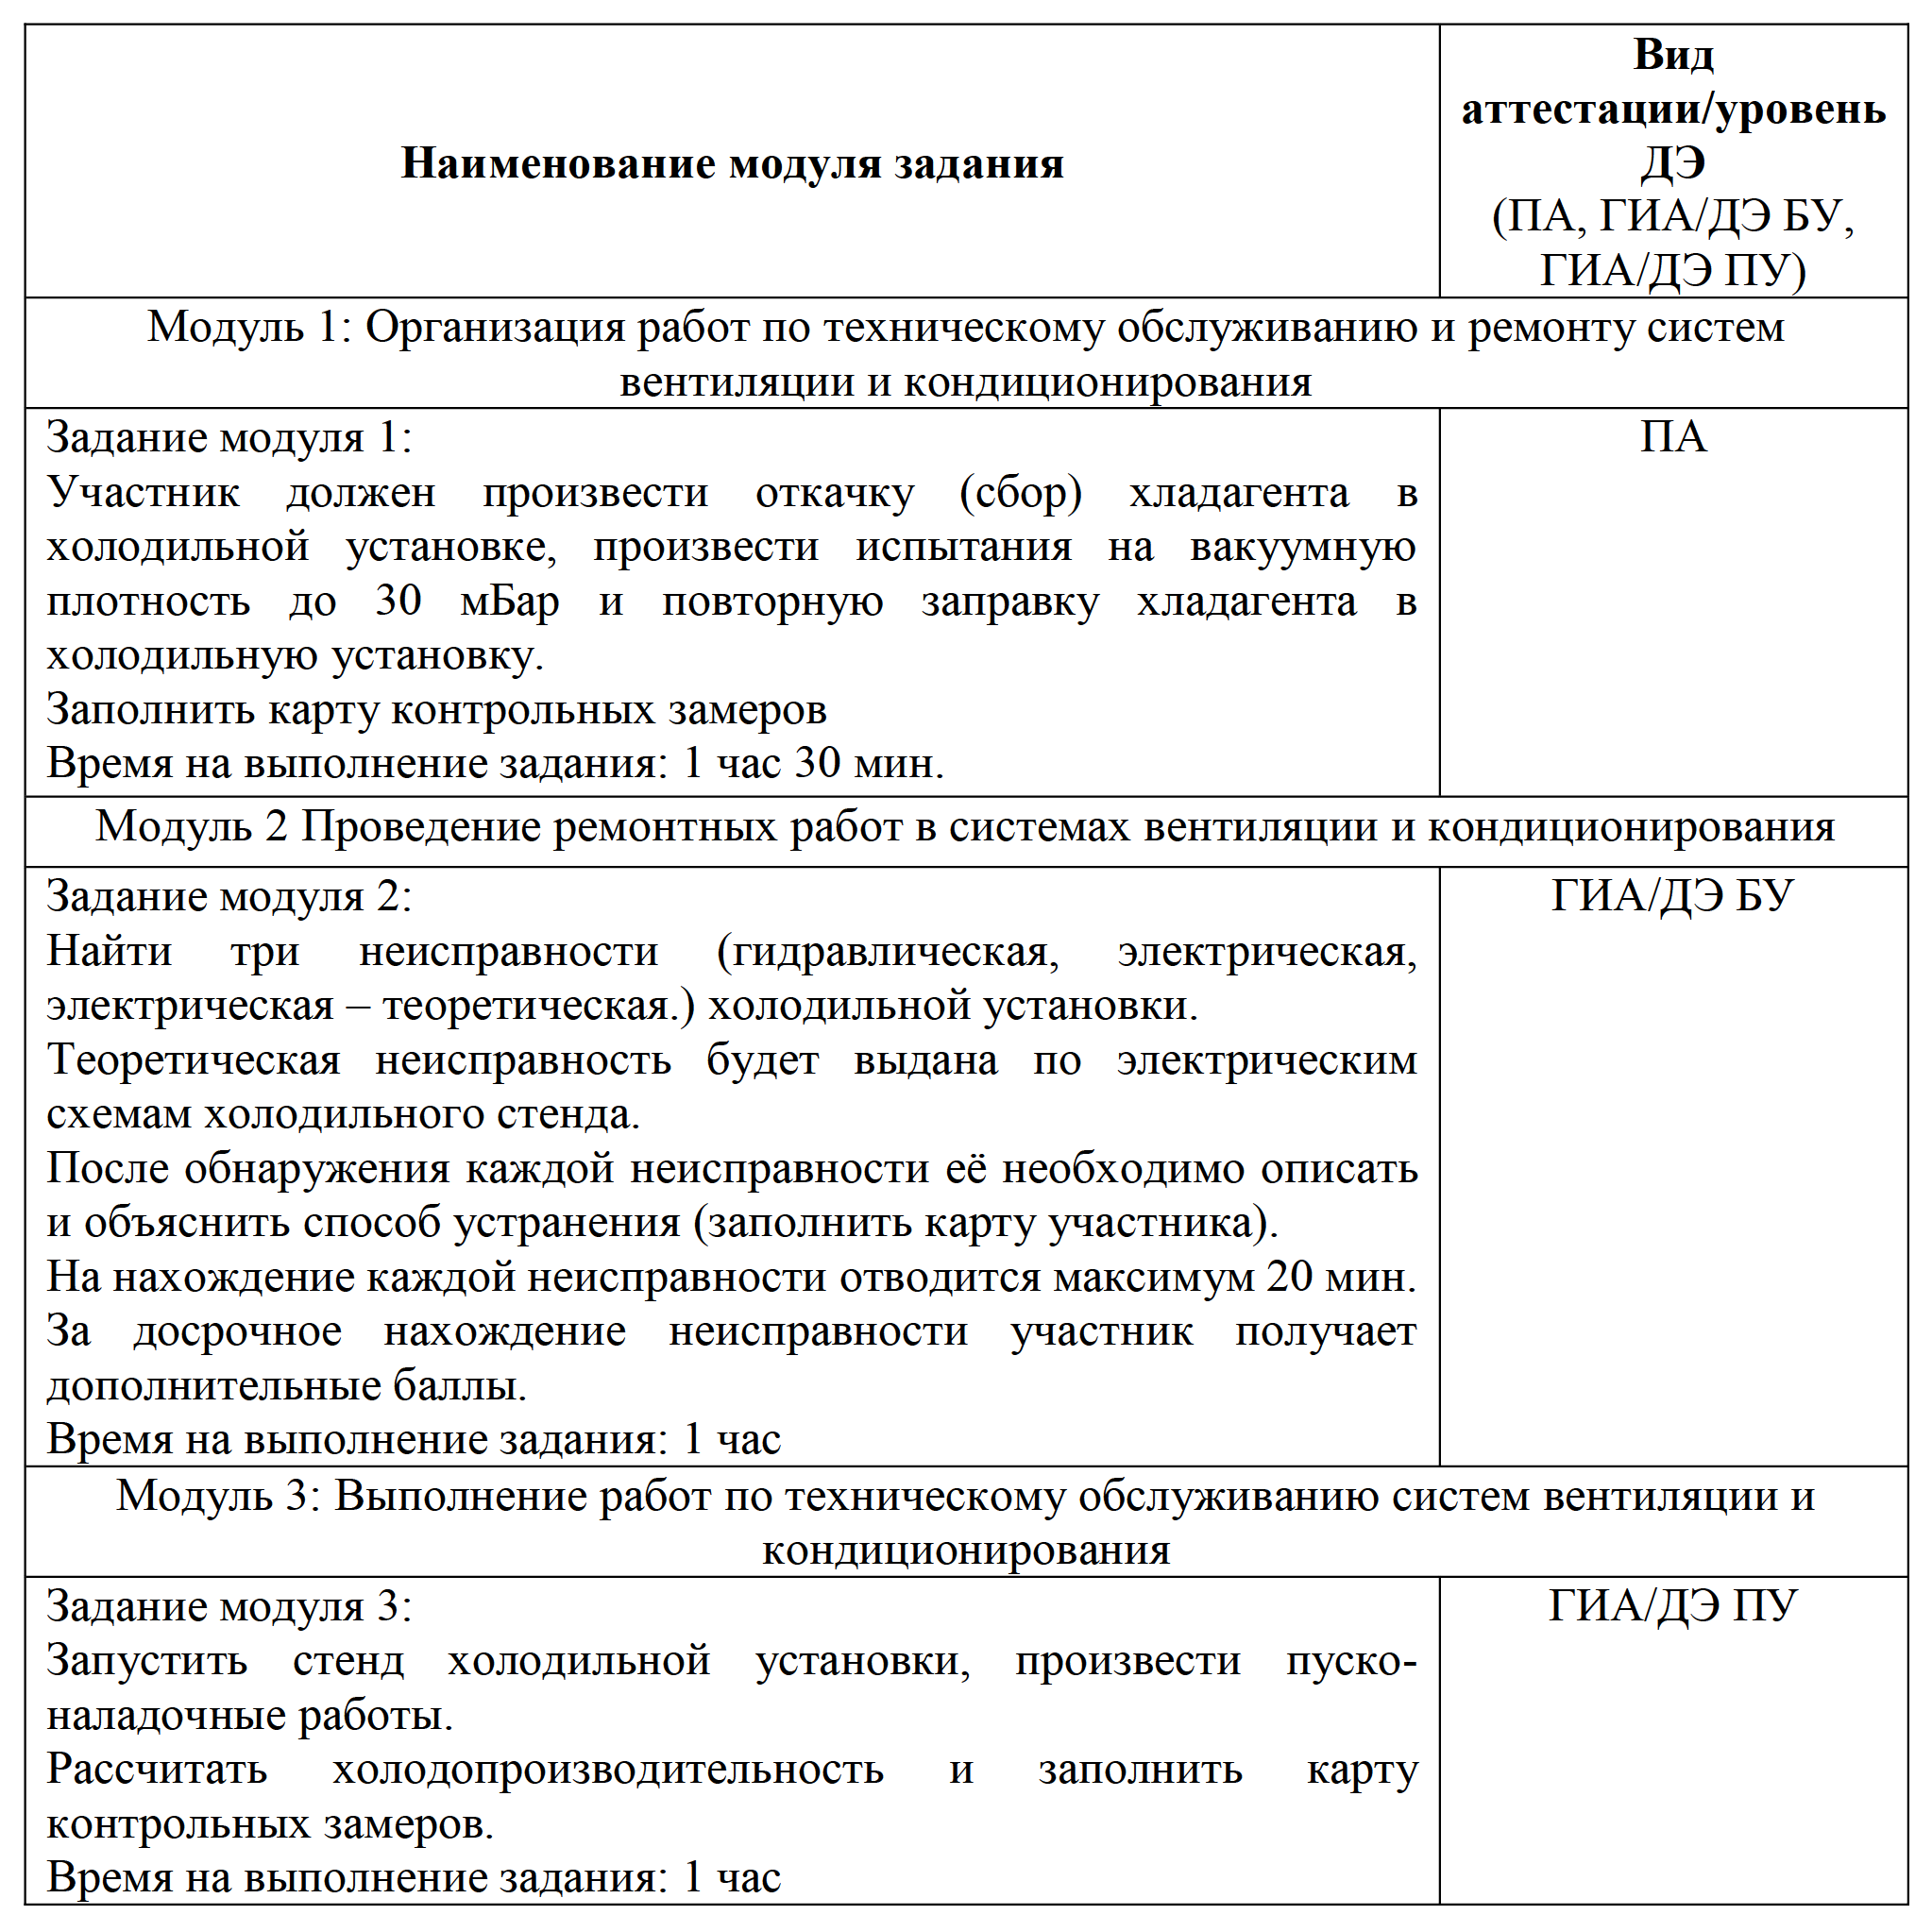 Наименование модуля задания
Вид
аттестации/уровень
ДЭ
(ПА, ГИА/ДЭ БУ,
ГИА/ДЭ ПУ)
Модуль 1: Организация работ по техническому обслуживанию и ремонту систем
вентиляции и кондиционирования
Задание модуля 1:
Участник должен произвести откачку (сбор) хладагента в
холодильной установке, произвести испытания на вакуумную
плотность до 30 мБар и повторную заправку хладагента в
холодильную установку.
Заполнить карту контрольных замеров
Время на выполнение задания: 1 час 30 мин.
ПА
Модуль 2 Проведение ремонтных работ в системах вентиляции и кондиционирования
Задание модуля 2:
Найти три неисправности (гидравлическая, электрическая,
электрическая – теоретическая.) холодильной установки.
Теоретическая неисправность будет выдана по электрическим
схемам холодильного стенда.
После обнаружения каждой неисправности её необходимо описать
и объяснить способ устранения (заполнить карту участника).
На нахождение каждой неисправности отводится максимум 20 мин.
За досрочное нахождение неисправности участник получает
дополнительные баллы.
Время на выполнение задания: 1 час
ГИА/ДЭ БУ
Модуль 3: Выполнение работ по техническому обслуживанию систем вентиляции и
кондиционирования
Задание модуля 3:
Запустить стенд холодильной установки, произвести пуско-
наладочные работы.
Рассчитать холодопроизводительность и заполнить карту
контрольных замеров.
Время на выполнение задания: 1 час
ГИА/ДЭ ПУ